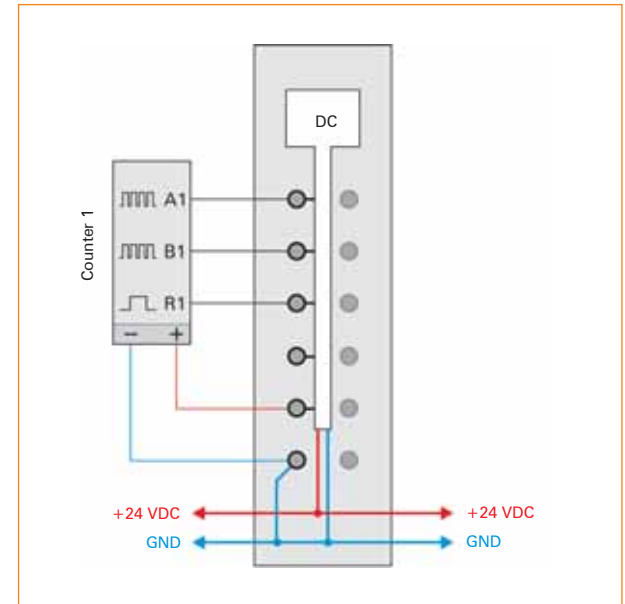 DC
Counter 1
A1
B1
R1
− +
+24 VDC +24 VDC
GND GND